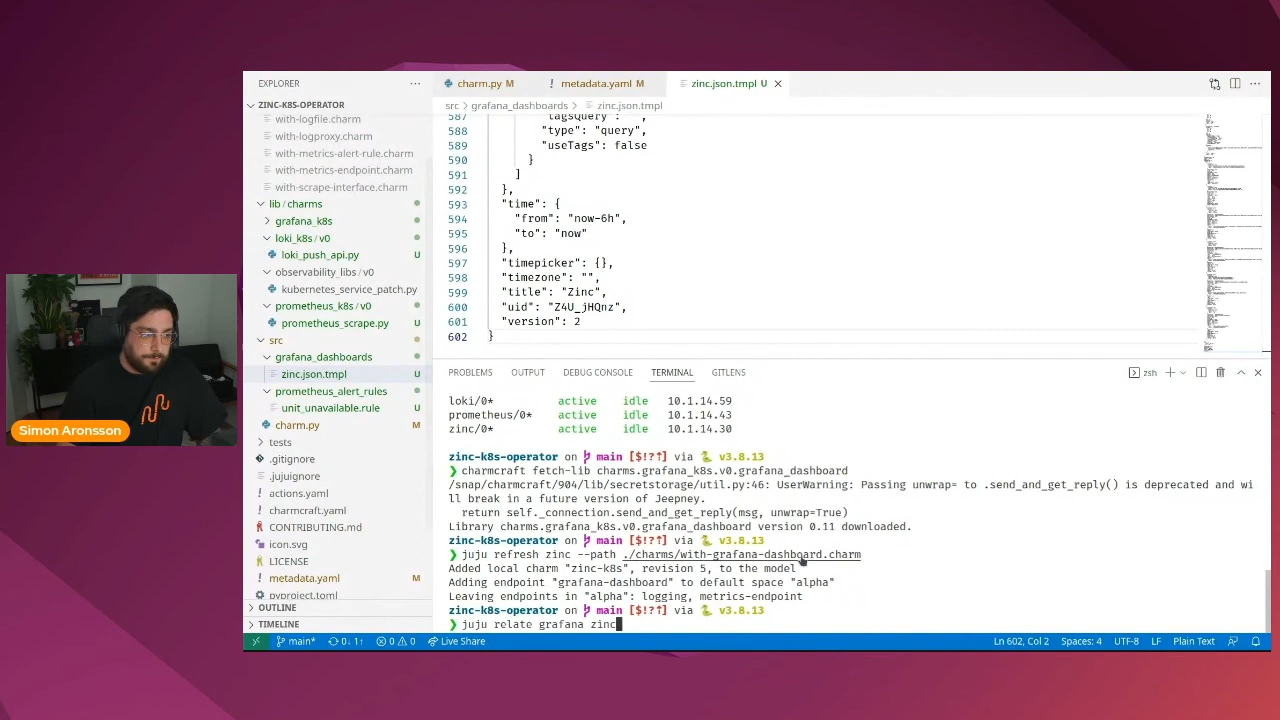 EXPLORER
ZINC-K8S-OPERATOR
with-logfile.charm
with-logproxy.charm
with-metrics-alert-rule.charm
with-metrics-endpoint.charm
with-scrape-interface.charm
lib / charms
grafana_k8s
loki_k8s / v0
loki_push_api.py U
observability_libs / v0
kubernetes_service_patch.py
prometheus_k8s / v0
prometheus_scrape.py U
src
grafana_dashboards
zinc.json.tmpl U
prometheus_alert_rules
unit_unavailable.rule U
charm.py M
tests
.gitignore
.jujuignore
actions.yaml
charmcraft.yaml
CONTRIBUTING.md
icon.svg
LICENSE
metadata.yaml M
pyproject.toml
OUTLINE
TIMELINE
charm.py M
metadata.yaml M
zinc.json.tmpl U
src > grafana_dashboards > zinc.json.tmpl
587 "tagsQuery": "",
588 "type": "query",
589 "useTags": false
590 }
591 ]
592 },
593 "time": {
594 "from": "now-6h",
595 "to": "now"
596 },
597 "timepicker": {},
598 "timezone": "",
599 "title": "Zinc",
600
601 "version": 2
602 }
PROBLEMS OUTPUT DEBUG CONSOLE TERMINAL GITLENS
zsh
loki/0* active idle 10.1.14.59
prometheus/0* active idle 10.1.14.43
zinc/0* active idle 10.1.14.30
zinc-k8s-operator on main [$!?⇡] via 🐍 v3.8.13
❯ charmcraft fetch-lib charms.grafana_k8s.v0.grafana_dashboard
/snap/charmcraft/904/lib/secretstorage/util.py:46: UserWarning: Passing unwrap= to .send_and_get_reply() is deprecated and wi
ll break in a future version of Jeepney.
return self._connection.send_and_get_reply(msg, unwrap=True)
Library charms.grafana_k8s.v0.grafana_dashboard version 0.11 downloaded.
zinc-k8s-operator on main [$!?⇡] via 🐍 v3.8.13
❯ juju refresh zinc --path ./charms/with-grafana-dashboard.charm
Added local charm "zinc-k8s", revision 5, to the model
Adding endpoint "grafana-dashboard" to default space "alpha"
Leaving endpoints in "alpha": logging, metrics-endpoint
zinc-k8s-operator on main [$!?⇡] via 🐍 v3.8.13
❯ juju relate grafana zinc
main* 0↓ 1↑ 0 0 Live Share
Ln 602, Col 2 Spaces: 4 UTF-8 LF Plain Text
Simon Aronsson